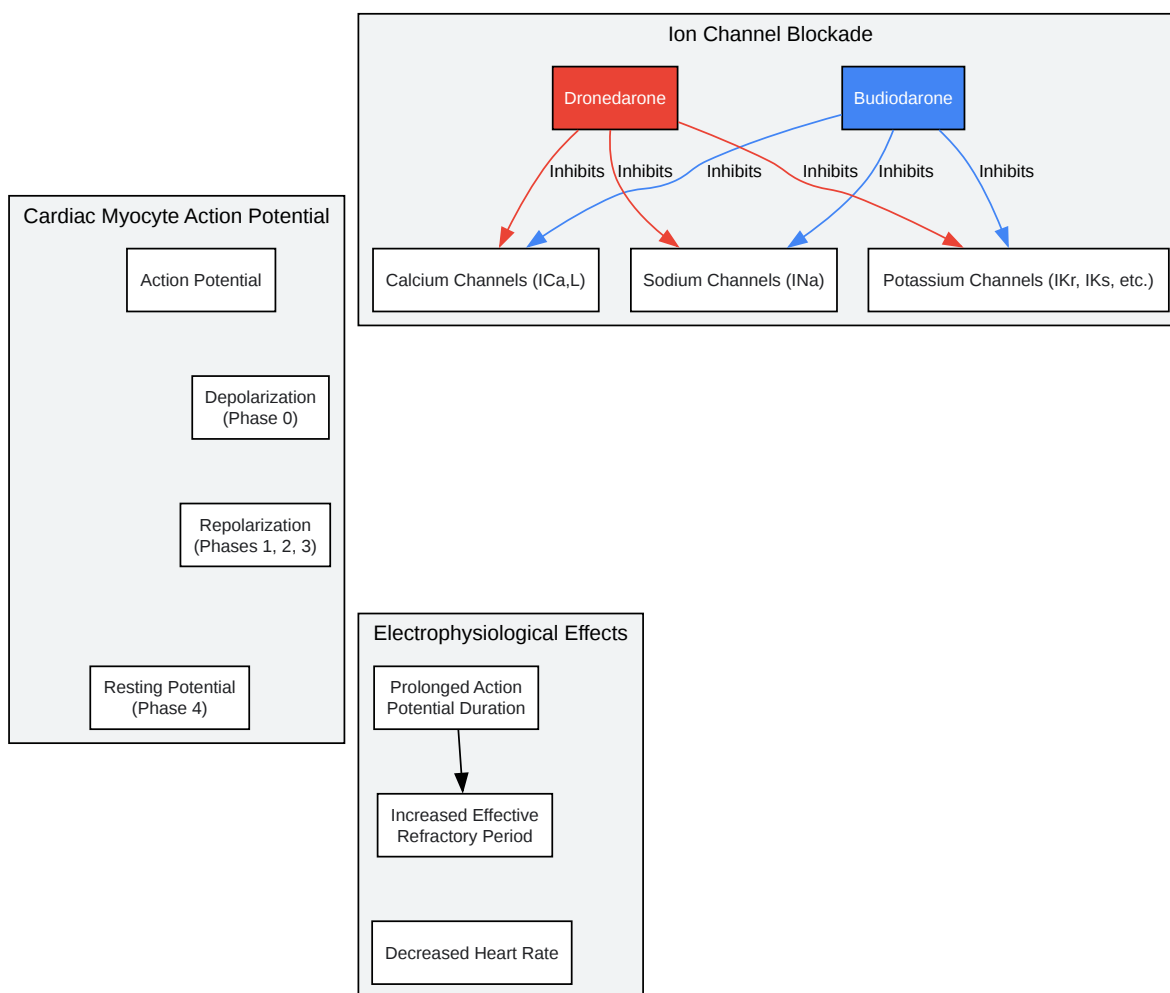 Ion Channel Blockade
Dronedarone
Budiodarone
Inhibits
Inhibits
Inhibits
Inhibits
Inhibits
Inhibits
Calcium Channels (ICa,L)
Sodium Channels (INa)
Potassium Channels (IKr, IKs, etc.)
Cardiac Myocyte Action Potential
Action Potential
Depolarization
(Phase 0)
Repolarization
(Phases 1, 2, 3)
Resting Potential
(Phase 4)
Electrophysiological Effects
Prolonged Action
Potential Duration
Increased Effective
Refractory Period
Decreased Heart Rate